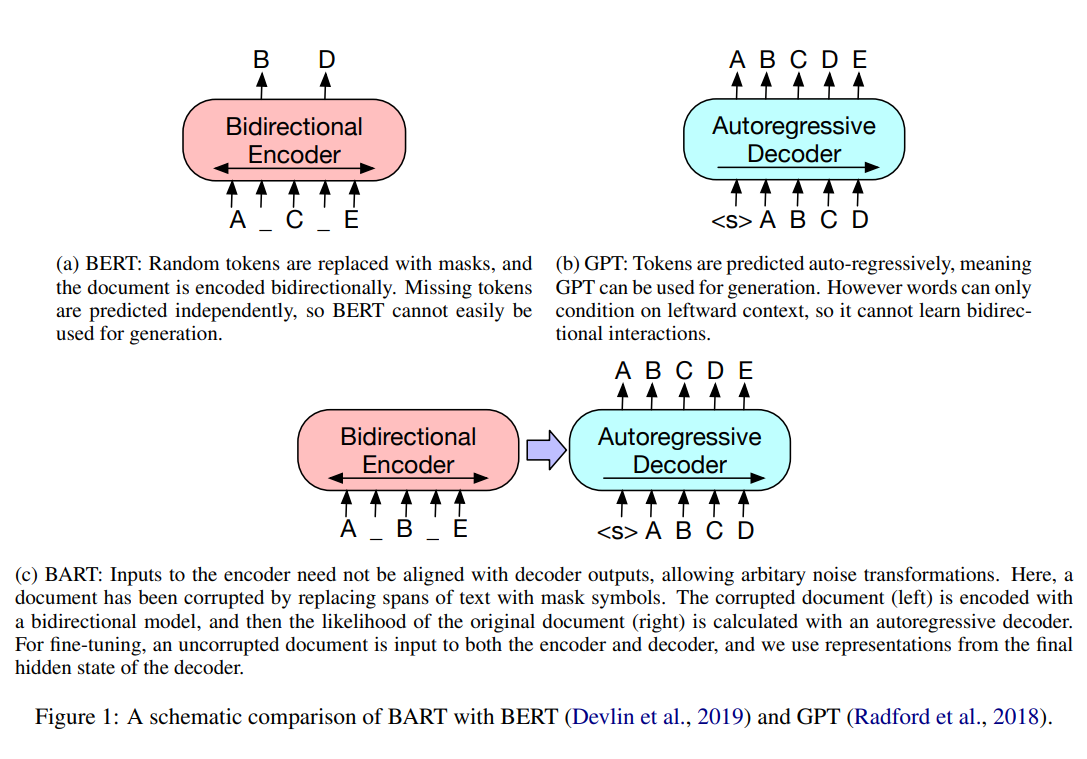 B D
Bidirectional
Encoder
A _ C _ E
(a) BERT: Random tokens are replaced with masks, and
the document is encoded bidirectionally. Missing tokens
are predicted independently, so BERT cannot easily be
used for generation.
A B C D E
Autoregressive
Decoder
<s> A B C D
(b) GPT: Tokens are predicted auto-regressively, meaning
GPT can be used for generation. However words can only
condition on leftward context, so it cannot learn bidirec-
tional interactions.
Bidirectional
Encoder
A _ B _ E
A B C D E
Autoregressive
Decoder
<s> A B C D
(c) BART: Inputs to the encoder need not be aligned with decoder outputs, allowing arbitary noise transformations. Here, a
document has been corrupted by replacing spans of text with mask symbols. The corrupted document (left) is encoded with
a bidirectional model, and then the likelihood of the original document (right) is calculated with an autoregressive decoder.
For fine-tuning, an uncorrupted document is input to both the encoder and decoder, and we use representations from the final
hidden state of the decoder.
Figure 1: A schematic comparison of BART with BERT (Devlin et al., 2019) and GPT (Radford et al., 2018).